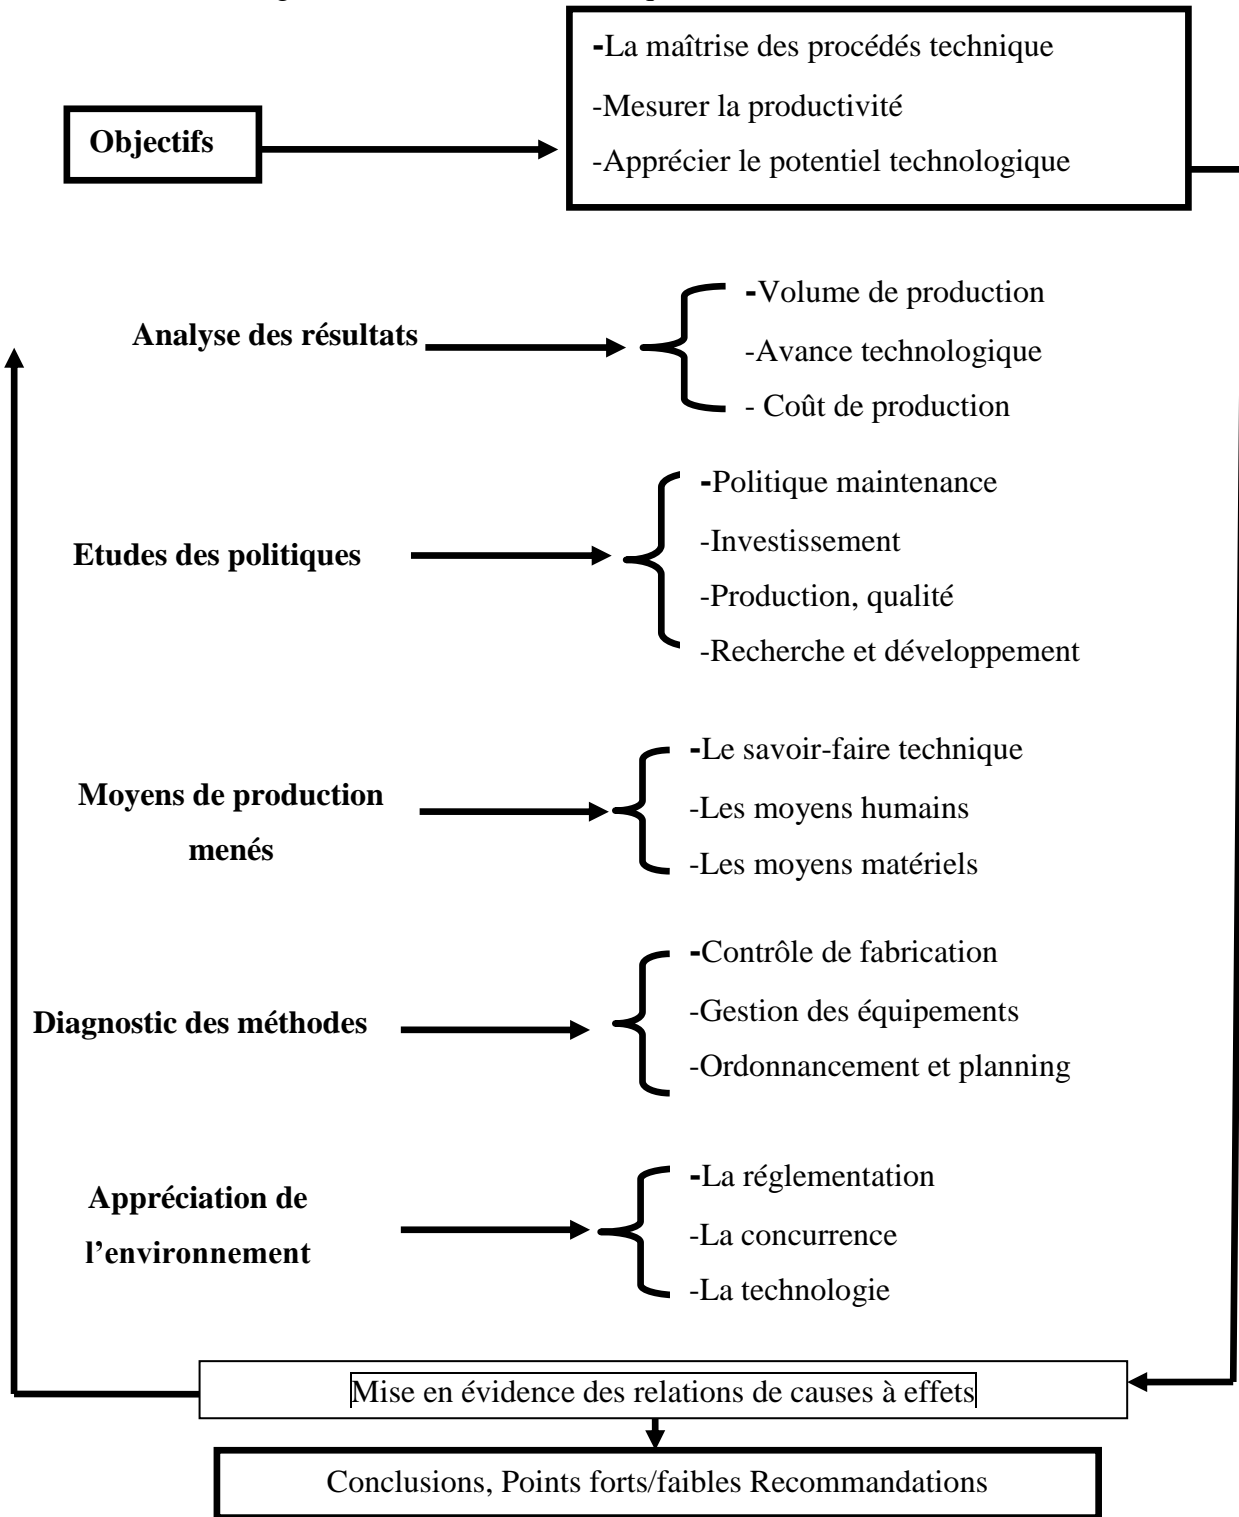 -La maîtrise des procédés technique
-Mesurer la productivité
-Apprécier le potentiel technologique
Objectifs
Analyse des résultats
-Volume de production
-Avance technologique
- Coût de production
Etudes des politiques
-Politique maintenance
-Investissement
-Production, qualité
-Recherche et développement
Moyens de production
menés
-Le savoir-faire technique
-Les moyens humains
-Les moyens matériels
Diagnostic des méthodes
-Contrôle de fabrication
-Gestion des équipements
-Ordonnancement et planning
Appréciation de
l’environnement
-La réglementation
-La concurrence
-La technologie
Mise en évidence des relations de causes à effets
Conclusions, Points forts/faibles Recommandations